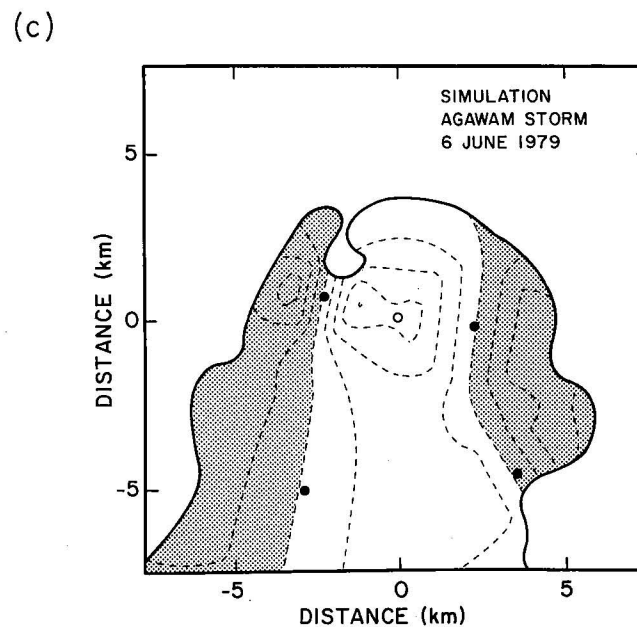 (c)
SIMULATION
AGAWAM STORM
6 JUNE 1979
5
0
-5
DISTANCE (km)
-5
0
5
DISTANCE (km)